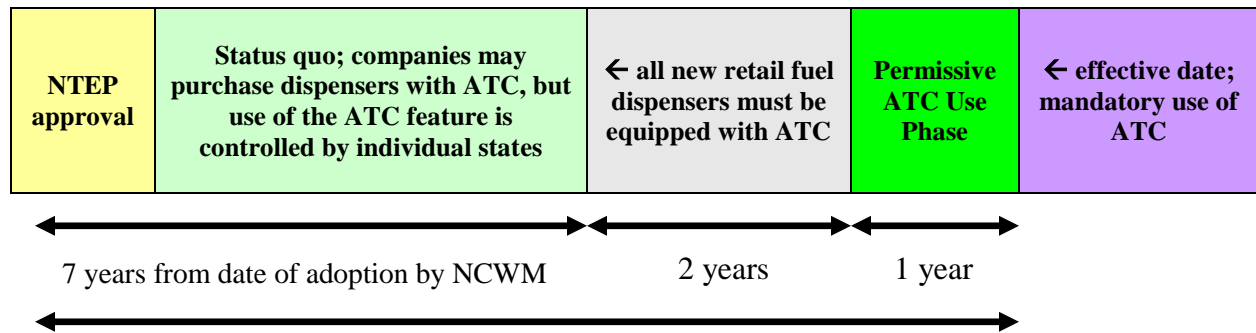 NTEP
approval
Status quo; companies may
purchase dispensers with ATC, but
use of the ATC feature is
controlled by individual states
← all new retail fuel
dispensers must be
equipped with ATC
Permissive
ATC Use
Phase
← effective date;
mandatory use of
ATC
7 years from date of adoption by NCWM
2 years
1 year